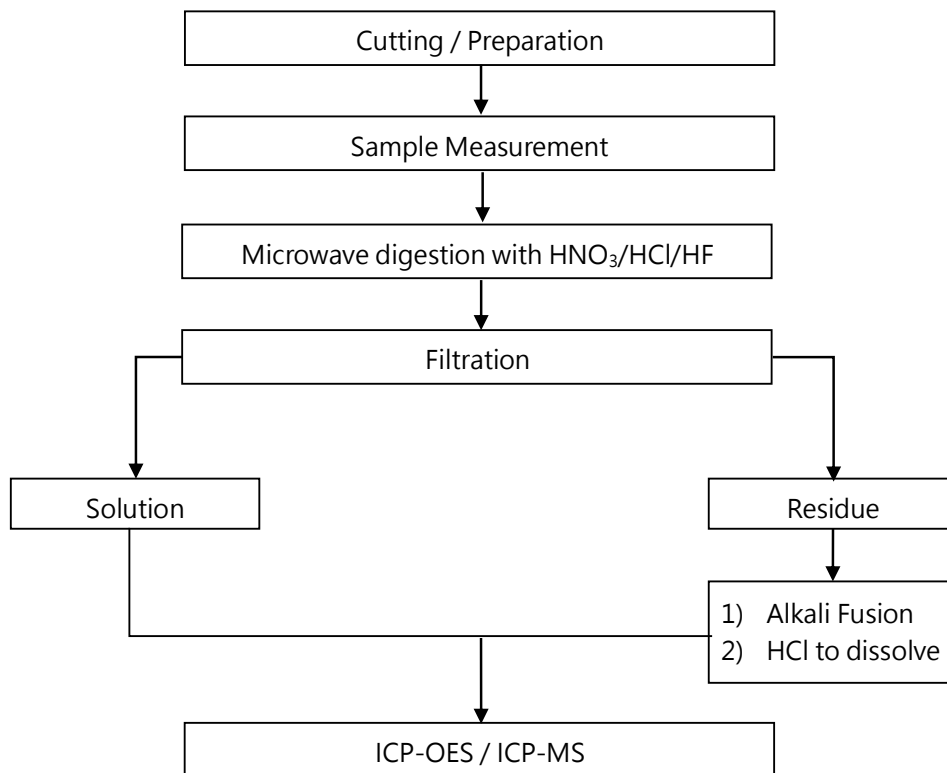 Cutting / Preparation
Sample Measurement
Microwave digestion with HNO₃/HCl/HF
Filtration
Solution
Residue
1) Alkali Fusion
2) HCl to dissolve
ICP-OES / ICP-MS